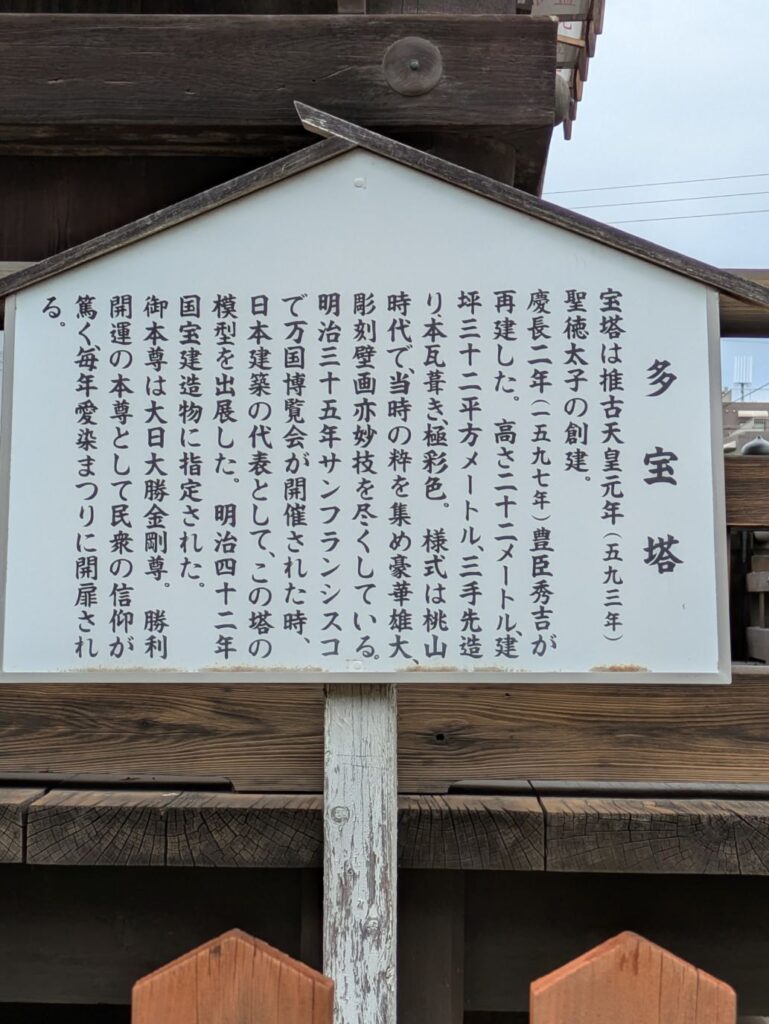 多宝塔
宝塔は推古天皇元年（五九三年）
聖徳太子の創建。
慶長二年（一五九七年）豊臣秀吉が
再建した。高さ二十二メートル、建
坪三十二平方メートル、三手先造
り、本瓦葺き、極彩色。様式は桃山
時代で、当時の粋を集め豪華雄大、
彫刻壁画亦妙技を尽くしている。
明治三十五年サンフランシスコ
で万国博覧会が開催された時、
日本建築の代表として、この塔の
模型を出展した。明治四十二年
国宝建造物に指定された。
御本尊は大日大勝金剛尊。勝利
開運の本尊として民衆の信仰が
篤く、毎年愛染まつりに開扉され
る。